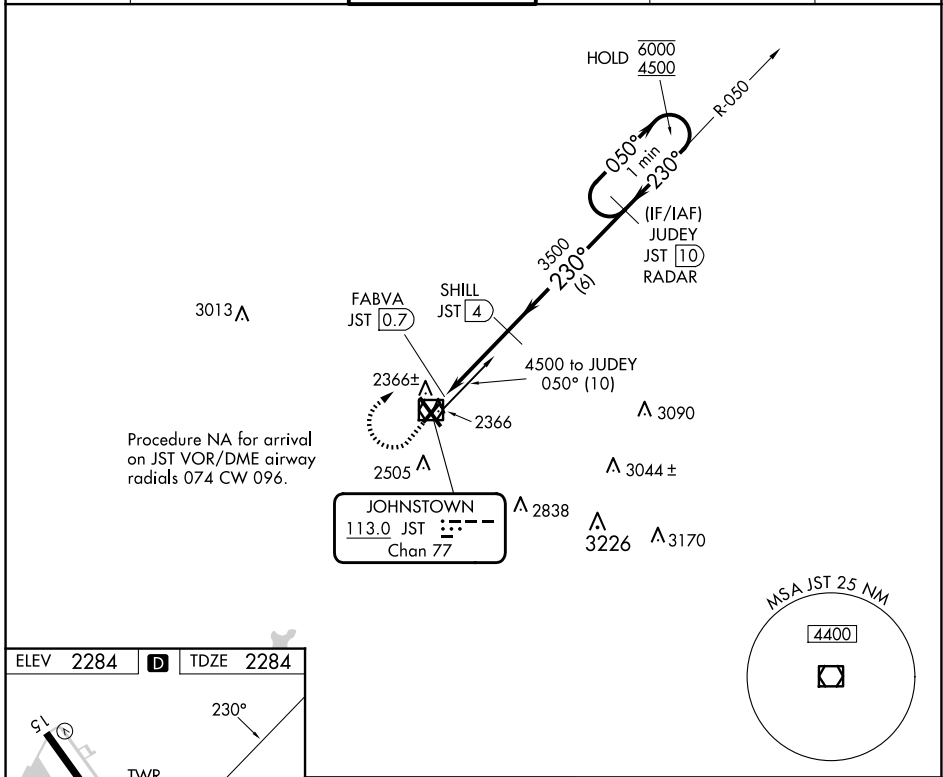 HOLD 6000
4500
R-050
050°
1 min
230°
(IF/IAF)
JUDEY
JST 10
RADAR
3500
230°
(6)
SHILL
JST 4
FABVA
JST 0.7
3013
4500 to JUDEY
050° (10)
2366±
2366
3090
Procedure NA for arrival
on JST VOR/DME airway
radials 074 CW 096.
2505
3044 ±
JOHNSTOWN
113.0 JST
Chan 77
2838
3226
3170
MSA JST 25 NM
4400
ELEV 2284 D TDZE 2284
230°
15
V
TWR